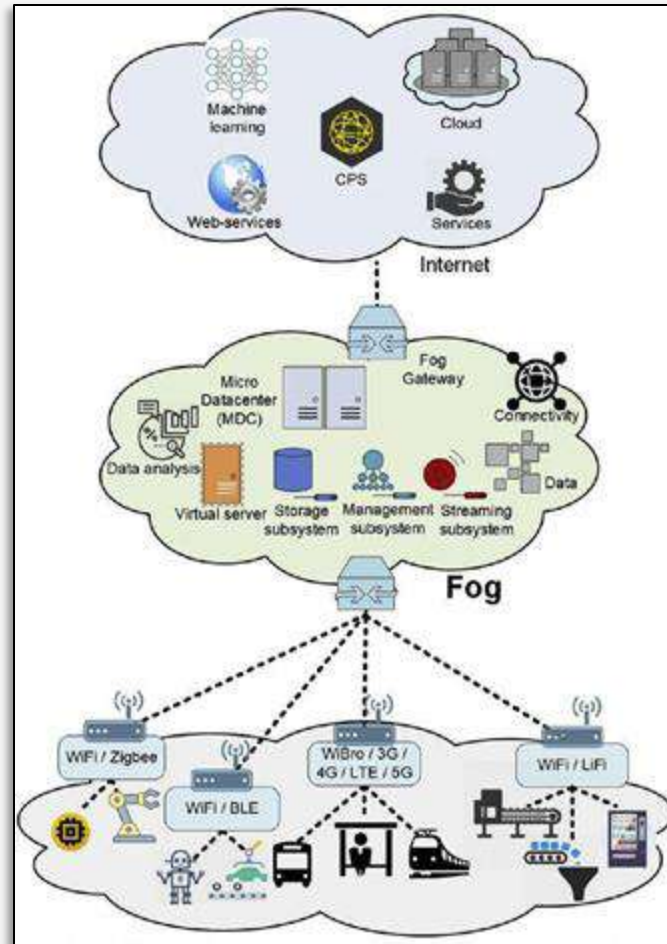 Machine
learning
Cloud
CPS
Web-services
Services
Internet
Fog
Gateway
Micro
Datacenter
(MDC)
Connectivity
Data analysis
Virtual server
Storage
subsystem
Management
subsystem
Streaming
subsystem
Data
Fog
WiFi / Zigbee
WiFi / BLE
WiBro / 3G /
4G / LTE / 5G
WiFi / LiFi